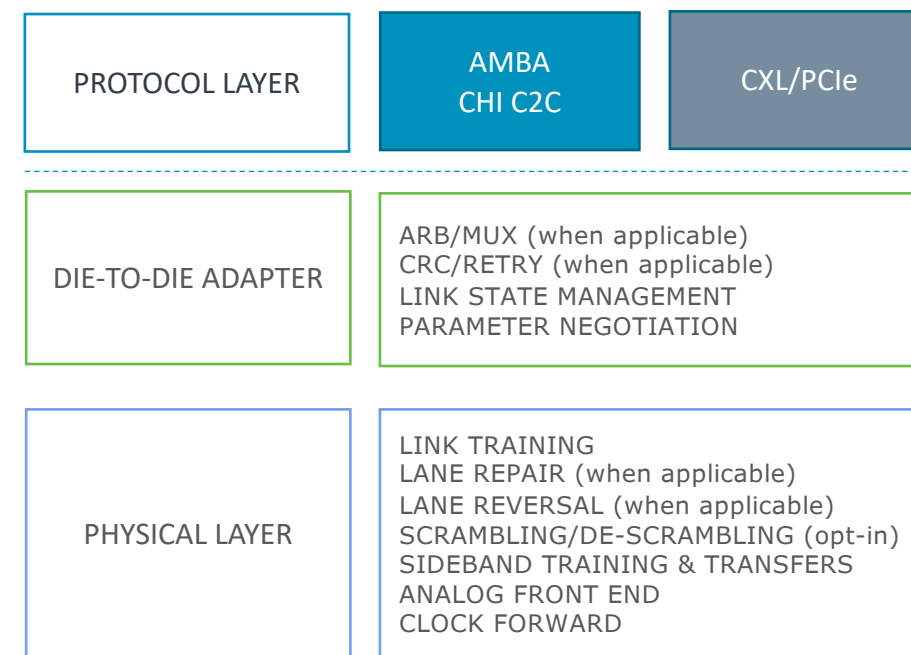 PROTOCOL LAYER
AMBA
CHI C2C
CXL/PCIe
DIE-TO-DIE ADAPTER
ARB/MUX (when applicable)
CRC/RETRY (when applicable)
LINK STATE MANAGEMENT
PARAMETER NEGOTIATION
PHYSICAL LAYER
LINK TRAINING
LANE REPAIR (when applicable)
LANE REVERSAL (when applicable)
SCRAMBLING/DE-SCRAMBLING (opt-in)
SIDEBAND TRAINING & TRANSFERS
ANALOG FRONT END
CLOCK FORWARD